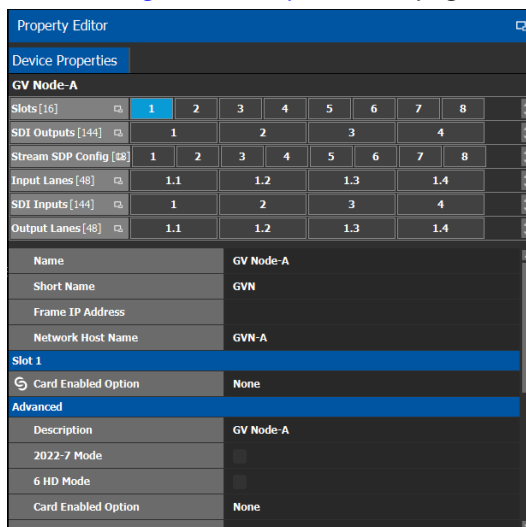 Property Editor
Device Properties
GV Node-A
Slots [16] 1 2 3 4 5 6 7 8
SDI Outputs [144] 1 2 3 4
Stream SDP Config 1 2 3 4 5 6 7 8
Input Lanes [48] 1.1 1.2 1.3 1.4
SDI Inputs [144] 1 2 3 4
Output Lanes [48] 1.1 1.2 1.3 1.4
Name GV Node-A
Short Name GVN
Frame IP Address
Network Host Name GVN-A
Slot 1
Card Enabled Option None
Advanced
Description GV Node-A
2022-7 Mode
6 HD Mode
Card Enabled Option None